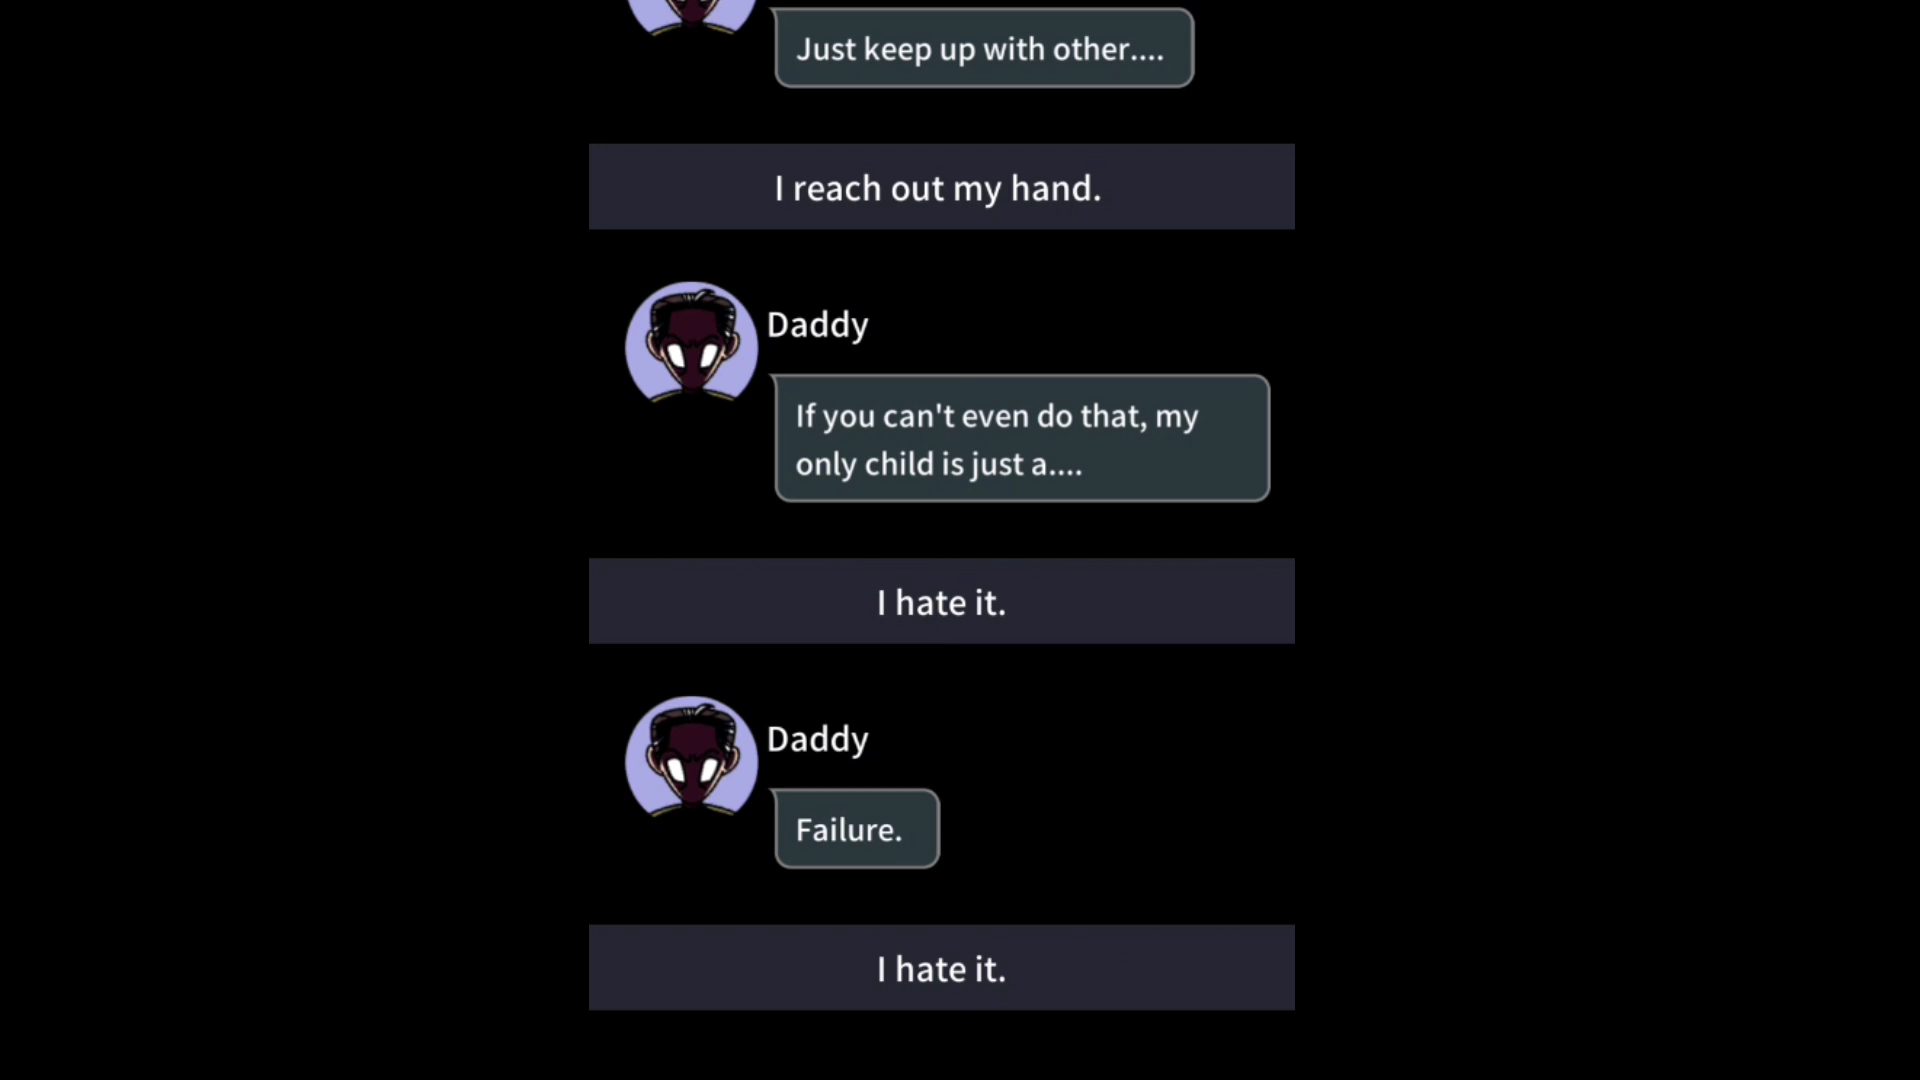 Just keep up with other....
I reach out my hand.
Daddy
If you can't even do that, my
only child is just a....
I hate it.
Daddy
Failure.
I hate it.